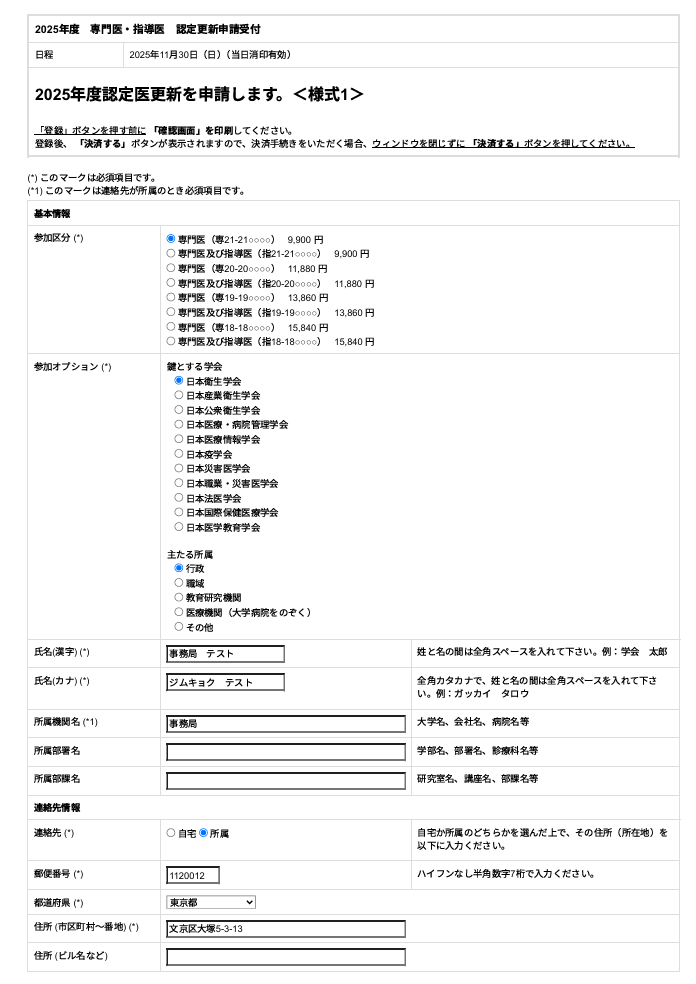 2025年度　専門医・指導医　認定更新申請受付
日程　2025年11月30日（日）（当日消印有効）
2025年度認定医更新を申請します。＜様式1＞
「登録」ボタンを押す前に 「確認画面」を印刷してください。
登録後、 「決済する」ボタンが表示されますので、決済手続きをいただく場合、ウィンドウを閉じずに 「決済する」ボタンを押してください。
(*) このマークは必須項目です。
(*1) このマークは連絡先が所属のとき必須項目です。
基本情報
参加区分 (*)
専門医（専21-21○○○○）　9,900 円
専門医及び指導医（指21-21○○○○）　9,900 円
専門医（専20-20○○○○）　11,880 円
専門医及び指導医（指20-20○○○○）　11,880 円
専門医（専19-19○○○○）　13,860 円
専門医及び指導医（指19-19○○○○）　13,860 円
専門医（専18-18○○○○）　15,840 円
専門医及び指導医（指18-18○○○○）　15,840 円
参加オプション (*)
鍵とする学会
日本衛生学会
日本産業衛生学会
日本公衆衛生学会
日本医療・病院管理学会
日本医療情報学会
日本疫学会
日本災害医学会
日本職業・災害医学会
日本法医学会
日本国際保健医療学会
日本医学教育学会
主たる所属
行政
職域
教育研究機関
医療機関（大学病院をのぞく）
その他
氏名(漢字) (*)　事務局　テスト　姓と名の間は全角スペースを入れて下さい。例：学会　太郎
氏名(カナ) (*)　ジムキョク　テスト　全角カタカナで、姓と名の間は全角スペースを入れて下さ
い。例：ガッカイ　タロウ
所属機関名 (*1)　事務局　大学名、会社名、病院名等
所属部署名　学部名、部署名、診療科名等
所属部課名　研究室名、講座名、部課名等
連絡先情報
連絡先 (*)　自宅 所属　自宅か所属のどちらかを選んだ上で、その住所（所在地）を
以下に入力ください。
郵便番号 (*)　1120012　ハイフンなし半角数字7桁で入力ください。
都道府県 (*)　東京都
住所 (市区町村～番地) (*)　文京区大塚5-3-13
住所 (ビル名など)